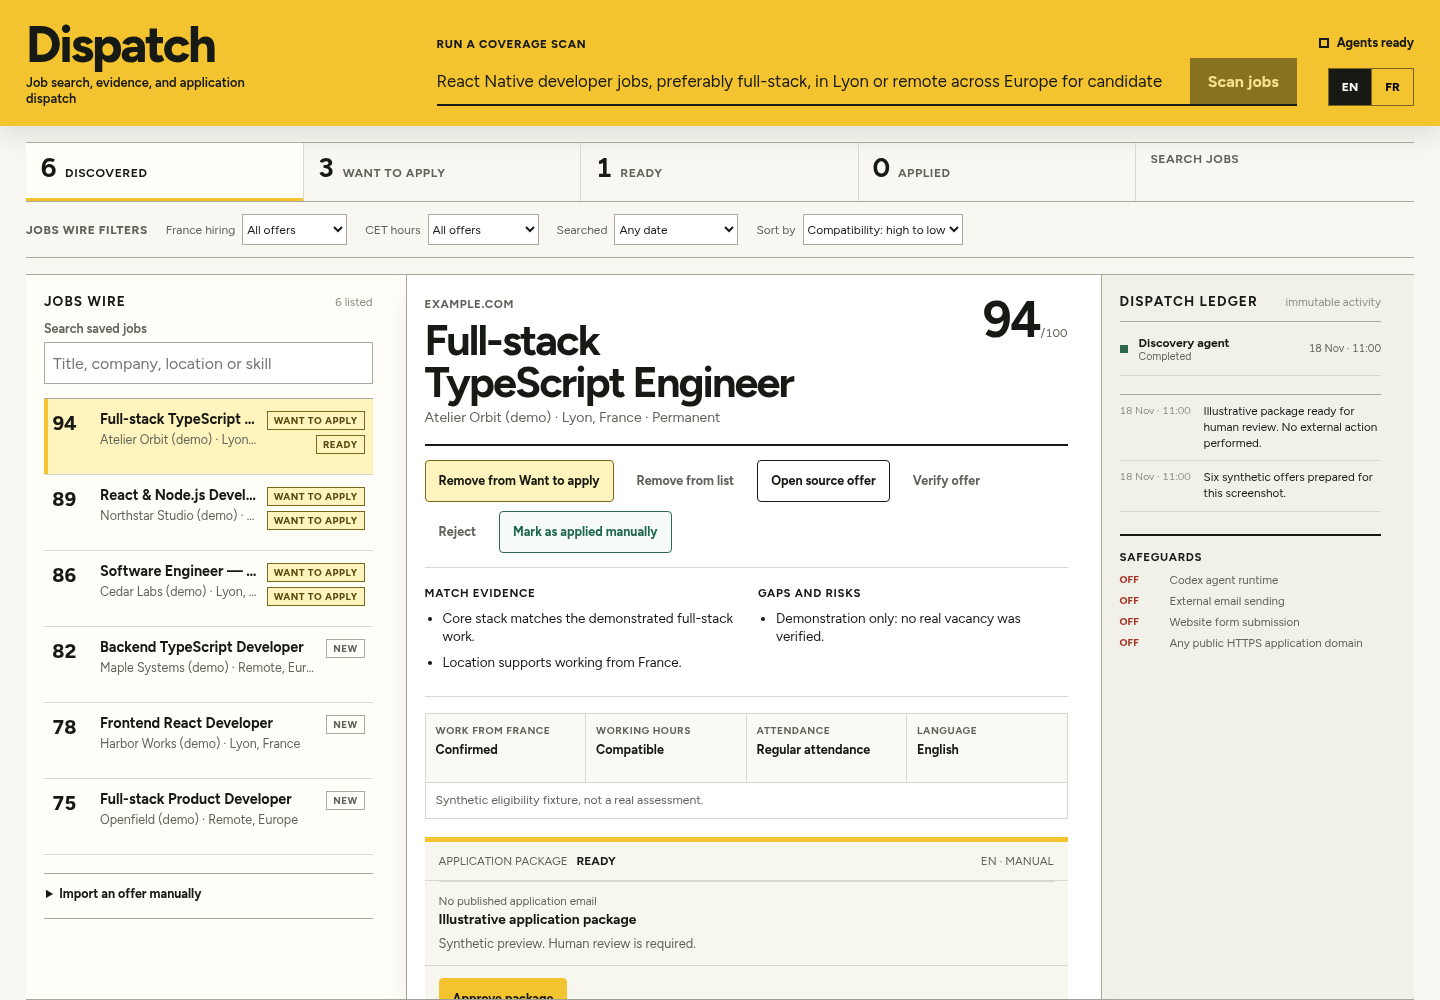 Dispatch
Job search, evidence, and application
dispatch
RUN A COVERAGE SCAN
React Native developer jobs, preferably full-stack, in Lyon or remote across Europe for candidate
Scan jobs
Agents ready
EN FR
6 DISCOVERED
3 WANT TO APPLY
1 READY
0 APPLIED
SEARCH JOBS
JOBS WIRE FILTERS France hiring All offers CET hours All offers Searched Any date Sort by Compatibility: high to low
JOBS WIRE 6 listed
Search saved jobs
Title, company, location or skill
94 Full-stack TypeScript ... WANT TO APPLY
Atelier Orbit (demo) · Lyon... READY
89 React & Node.js Devel... WANT TO APPLY
Northstar Studio (demo) · ... WANT TO APPLY
86 Software Engineer — ... WANT TO APPLY
Cedar Labs (demo) · Lyon, ... WANT TO APPLY
82 Backend TypeScript Developer NEW
Maple Systems (demo) · Remote, Eur...
78 Frontend React Developer NEW
Harbor Works (demo) · Lyon, France
75 Full-stack Product Developer NEW
Openfield (demo) · Remote, Europe
Import an offer manually
EXAMPLE.COM
Full-stack
TypeScript Engineer
94/100
Atelier Orbit (demo) · Lyon, France · Permanent
Remove from Want to apply Remove from list Open source offer Verify offer
Reject Mark as applied manually
MATCH EVIDENCE
• Core stack matches the demonstrated full-stack
work.
• Location supports working from France.
GAPS AND RISKS
• Demonstration only: no real vacancy was
verified.
WORK FROM FRANCE
Confirmed
WORKING HOURS
Compatible
ATTENDANCE
Regular attendance
LANGUAGE
English
Synthetic eligibility fixture, not a real assessment.
APPLICATION PACKAGE READY EN · MANUAL
No published application email
Illustrative application package
Synthetic preview. Human review is required.
Approve package
DISPATCH LEDGER immutable activity
Discovery agent 18 Nov · 11:00
Completed
18 Nov · 11:00 Illustrative package ready for
human review. No external action
performed.
18 Nov · 11:00 Six synthetic offers prepared for
this screenshot.
SAFEGUARDS
OFF Codex agent runtime
OFF External email sending
OFF Website form submission
OFF Any public HTTPS application domain